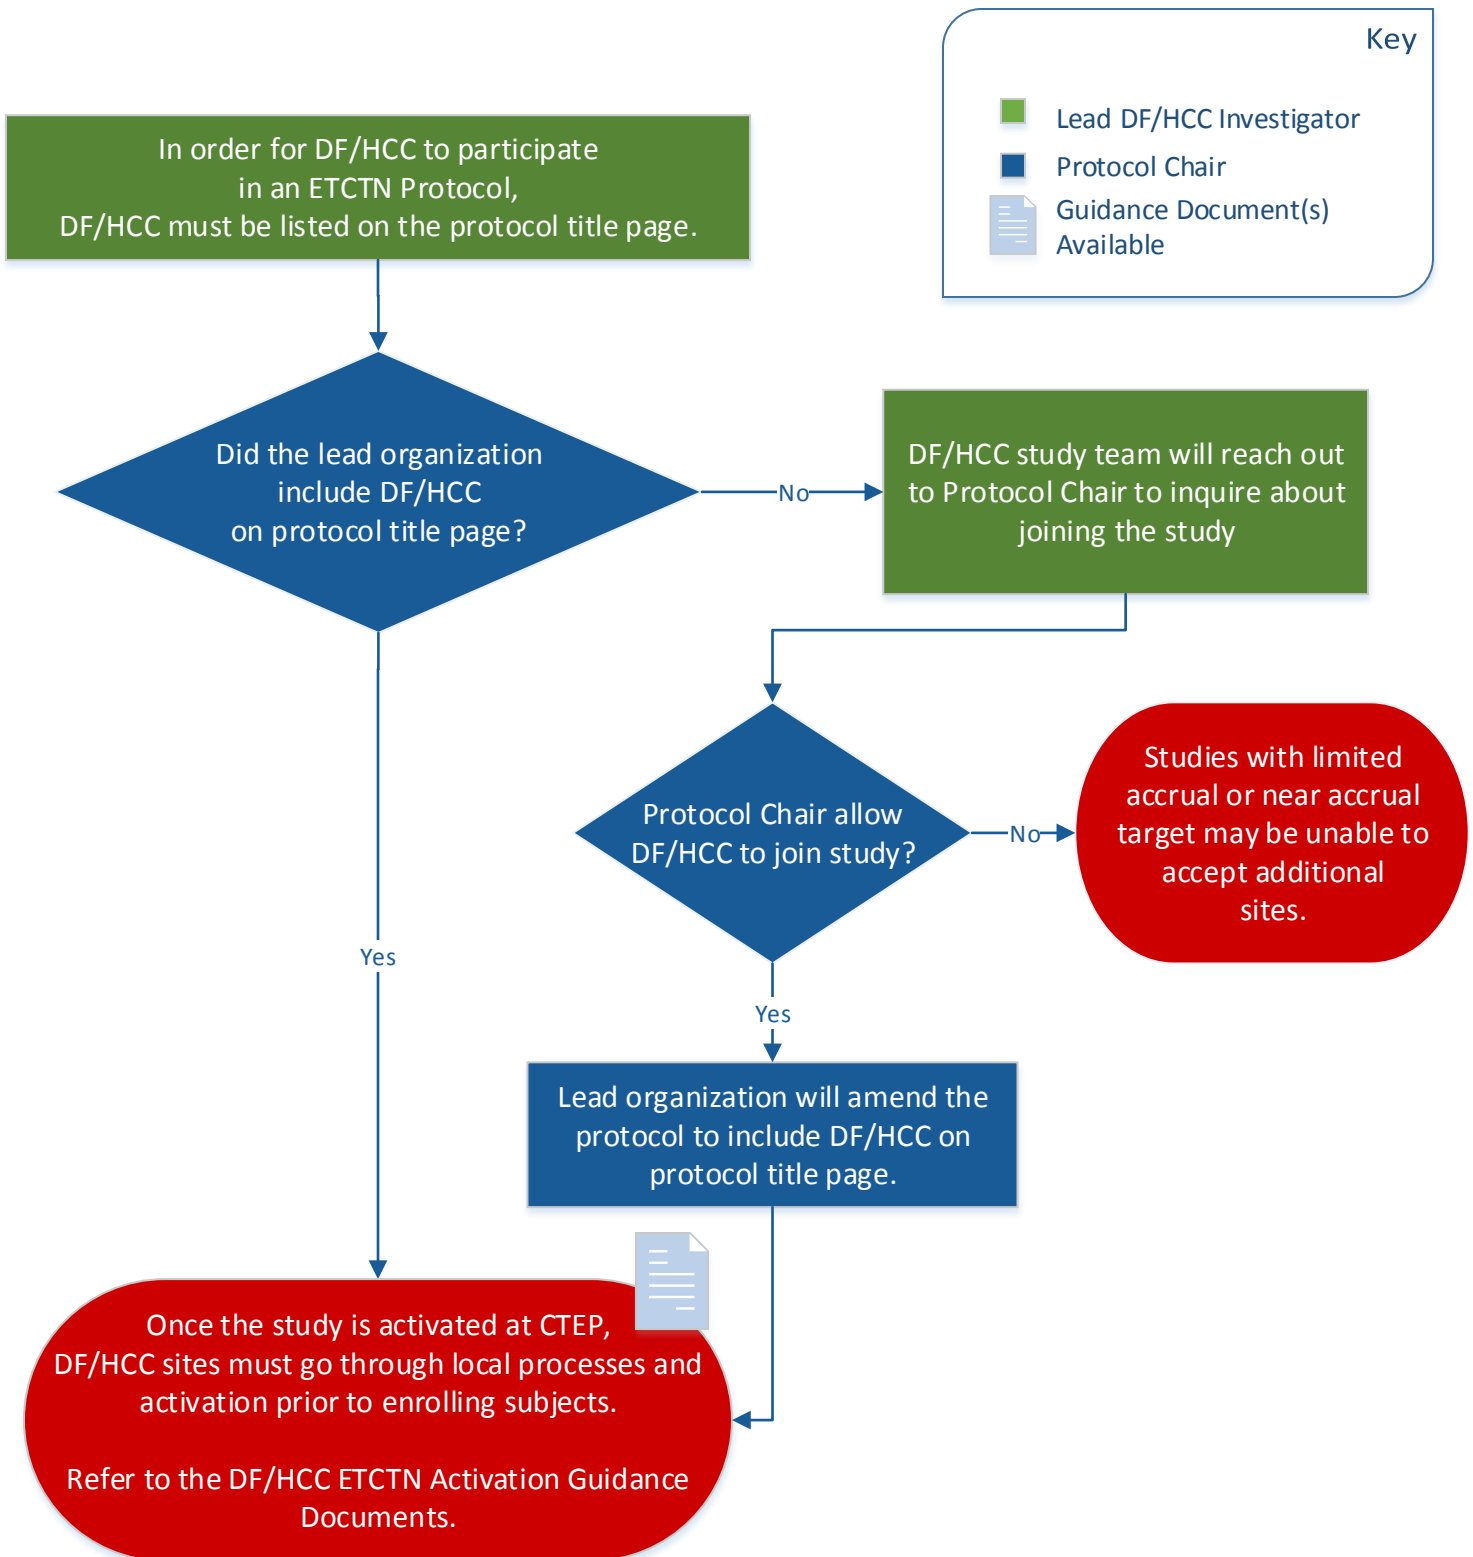 Key
Lead DF/HCC Investigator
Protocol Chair
Guidance Document(s)
Available
In order for DF/HCC to participate
in an ETCTN Protocol,
DF/HCC must be listed on the protocol title page.
Did the lead organization
include DF/HCC
on protocol title page?
No
DF/HCC study team will reach out
to Protocol Chair to inquire about
joining the study
Protocol Chair allow
DF/HCC to join study?
No
Studies with limited
accrual or near accrual
target may be unable to
accept additional
sites.
Yes
Yes
Lead organization will amend the
protocol to include DF/HCC on
protocol title page.
Once the study is activated at CTEP,
DF/HCC sites must go through local processes and
activation prior to enrolling subjects.
Refer to the DF/HCC ETCTN Activation Guidance
Documents.